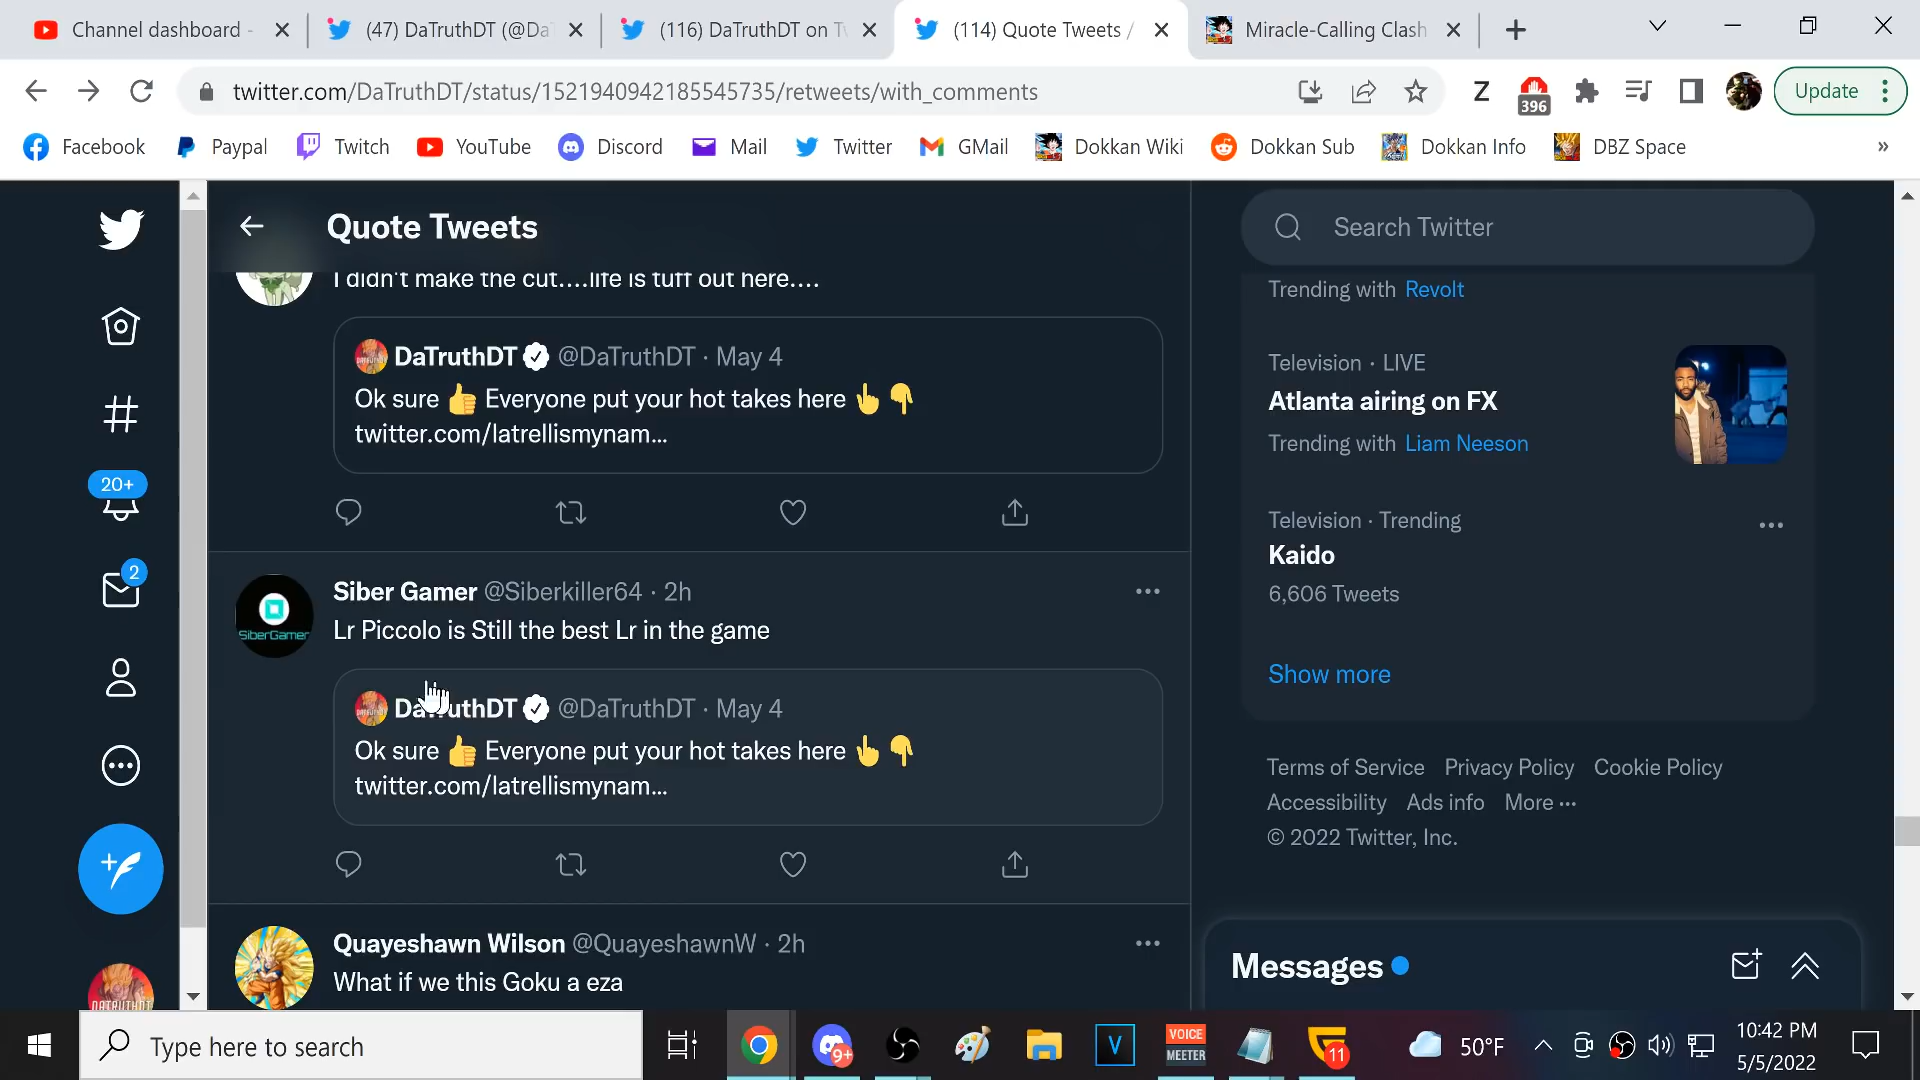 Channel dashboard -
(47) DaTruthDT (@Da
(116) DaTruthDT on T
(114) Quote Tweets /
Miracle-Calling Clash
twitter.com/DaTruthDT/status/1521940942185545735/retweets/with_comments
Z
396
Update
Facebook
Paypal
Twitch
YouTube
Discord
Mail
Twitter
GMail
Dokkan Wiki
Dokkan Sub
Dokkan Info
DBZ Space
»
Quote Tweets
Search Twitter
I didn't make the cut....life is tuff out here....
DaTruthDT @DaTruthDT · May 4
Ok sure 👍 Everyone put your hot takes here 👆👇
twitter.com/latrellismynam...
Siber Gamer @Siberkiller64 · 2h
Lr Piccolo is Still the best Lr in the game
SiberGamer
DaTruthDT @DaTruthDT · May 4
Ok sure 👍 Everyone put your hot takes here 👆👇
twitter.com/latrellismynam...
Quayeshawn Wilson @QuayeshawnW · 2h
What if we this Goku a eza
20+
2
DATRUTHDT
Trending with Revolt
Television · LIVE
Atlanta airing on FX
Trending with Liam Neeson
Television · Trending
Kaido
6,606 Tweets
Show more
Terms of Service Privacy Policy Cookie Policy
Accessibility Ads info More ···
© 2022 Twitter, Inc.
Messages
Type here to search
9+
V
VOICE
MEETER
11
50°F
10:42 PM
5/5/2022